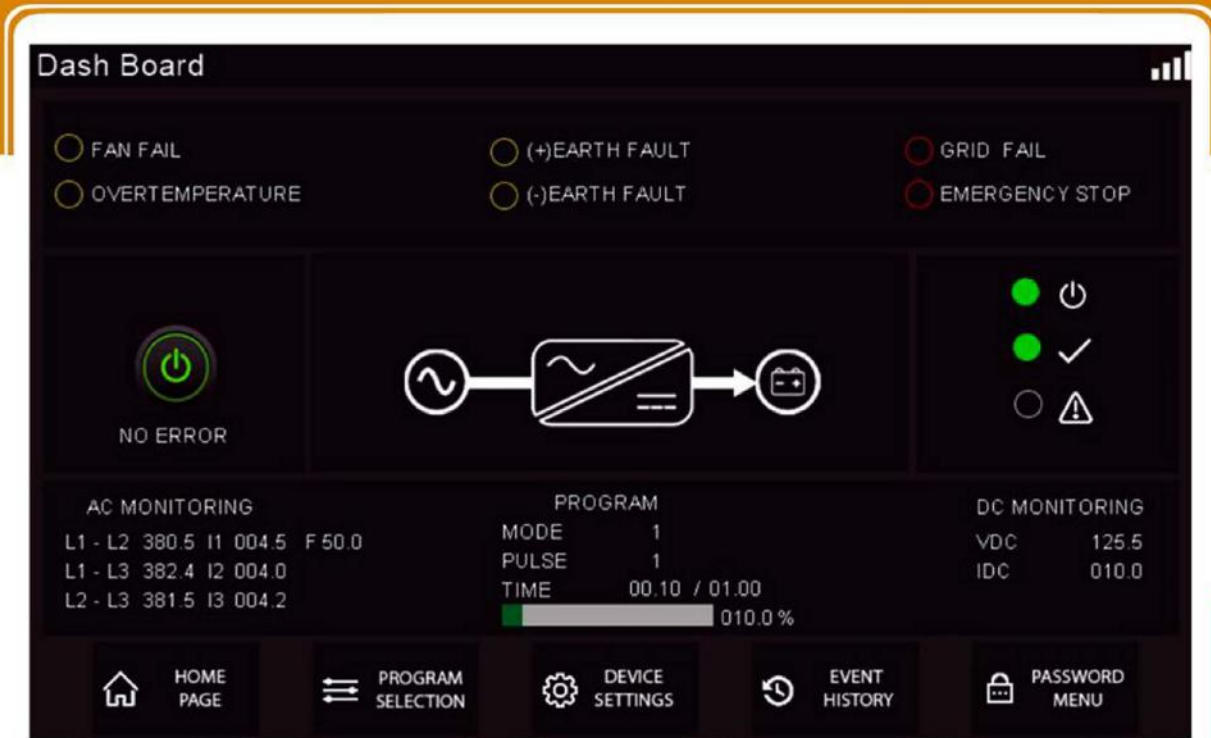 Dash Board
FAN FAIL
OVERTEMPERATURE
(+)EARTH FAULT
(-)EARTH FAULT
GRID FAIL
EMERGENCY STOP
NO ERROR
AC MONITORING
L1 - L2 380.5 I1 004.5 F 50.0
L1 - L3 382.4 I2 004.0
L2 - L3 381.5 I3 004.2
PROGRAM
MODE 1
PULSE 1
TIME 00.10 / 01.00
010.0 %
DC MONITORING
VDC 125.5
IDC 010.0
HOME
PAGE
PROGRAM
SELECTION
DEVICE
SETTINGS
EVENT
HISTORY
PASSWORD
MENU